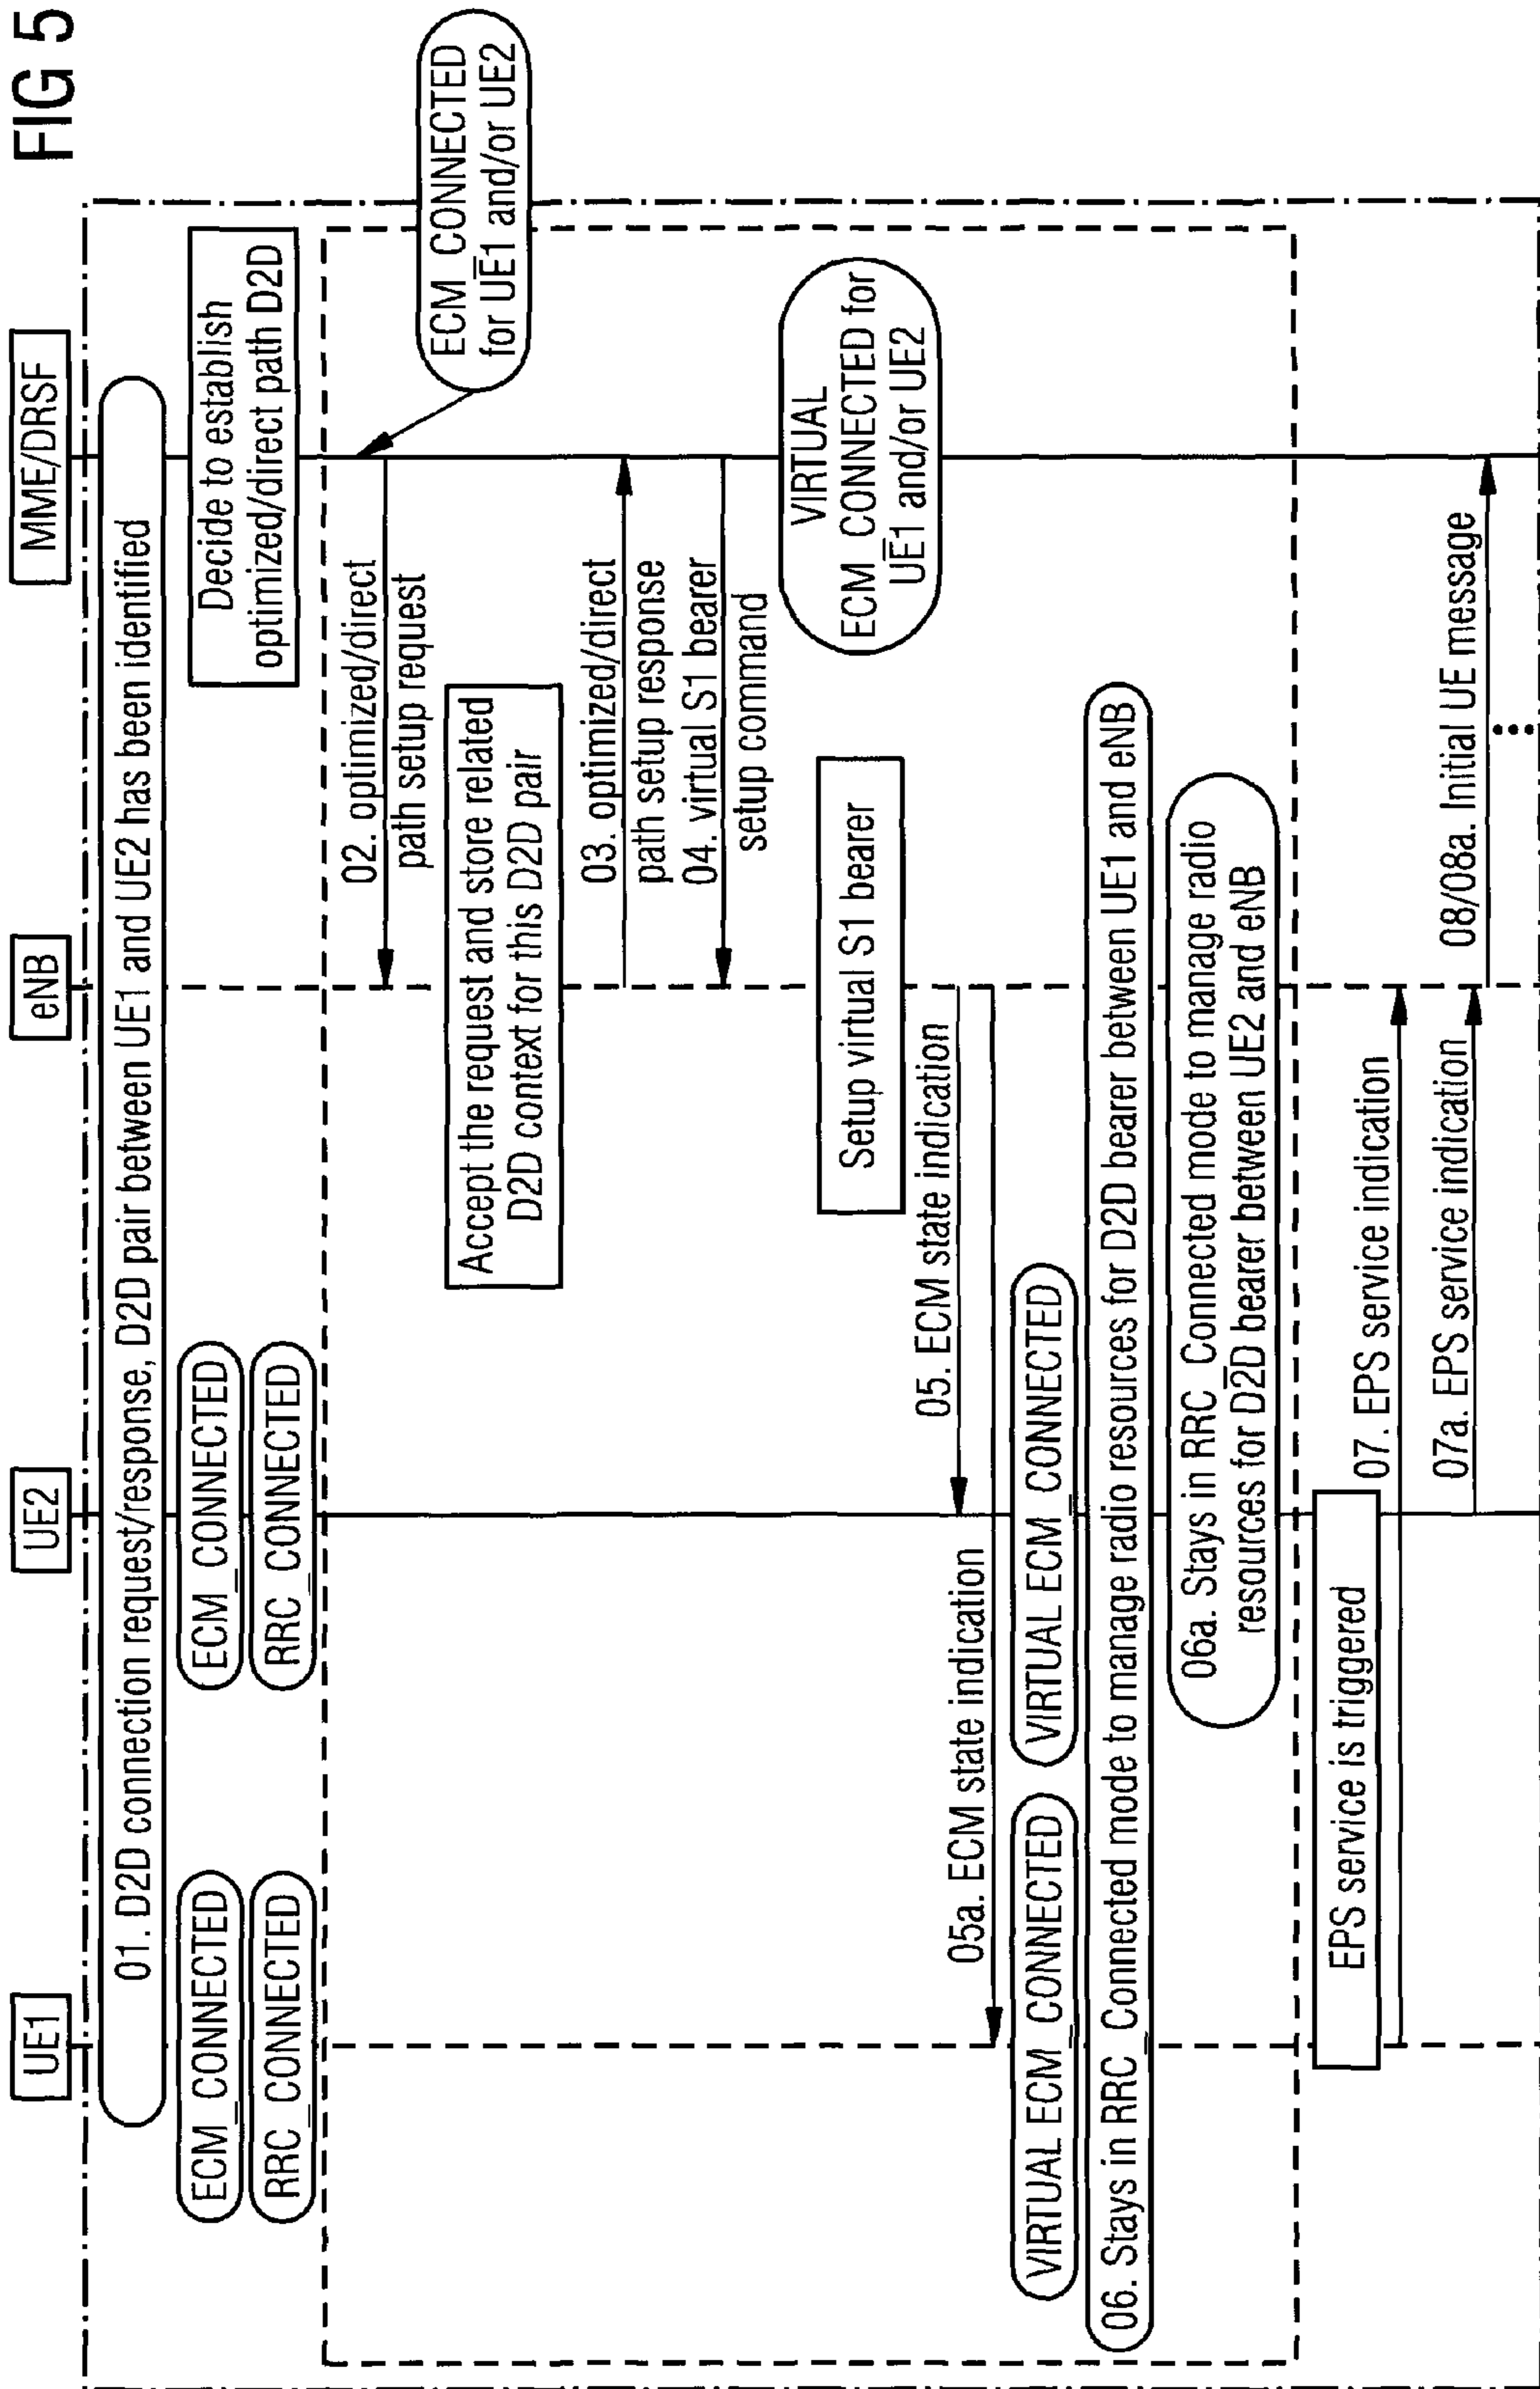 FIG 5
UE1
UE2
eNB
MME/DRSF
01. D2D connection request/response, D2D pair between UE1 and UE2 has been identified
ECM_CONNECTED
ECM_CONNECTED
RRC_CONNECTED
RRC_CONNECTED
Decide to establish
optimized/direct path D2D
02. optimized/direct
path setup request
ECM_CONNECTED
for UE1 and/or UE2
Accept the request and store related
D2D context for this D2D pair
03. optimized/direct
path setup response
04. virtual S1 bearer
setup command
Setup virtual S1 bearer
VIRTUAL
ECM_CONNECTED for
UE1 and/or UE2
05. ECM state indication
05a. ECM state indication
VIRTUAL ECM_CONNECTED
VIRTUAL ECM_CONNECTED
06. Stays in RRC_Connected mode to manage radio resources for D2D bearer between UE1 and eNB
06a. Stays in RRC_Connected mode to manage radio
resources for D2D bearer between UE2 and eNB
EPS service is triggered
07. EPS service indication
07a. EPS service indication
08/08a. Initial UE message